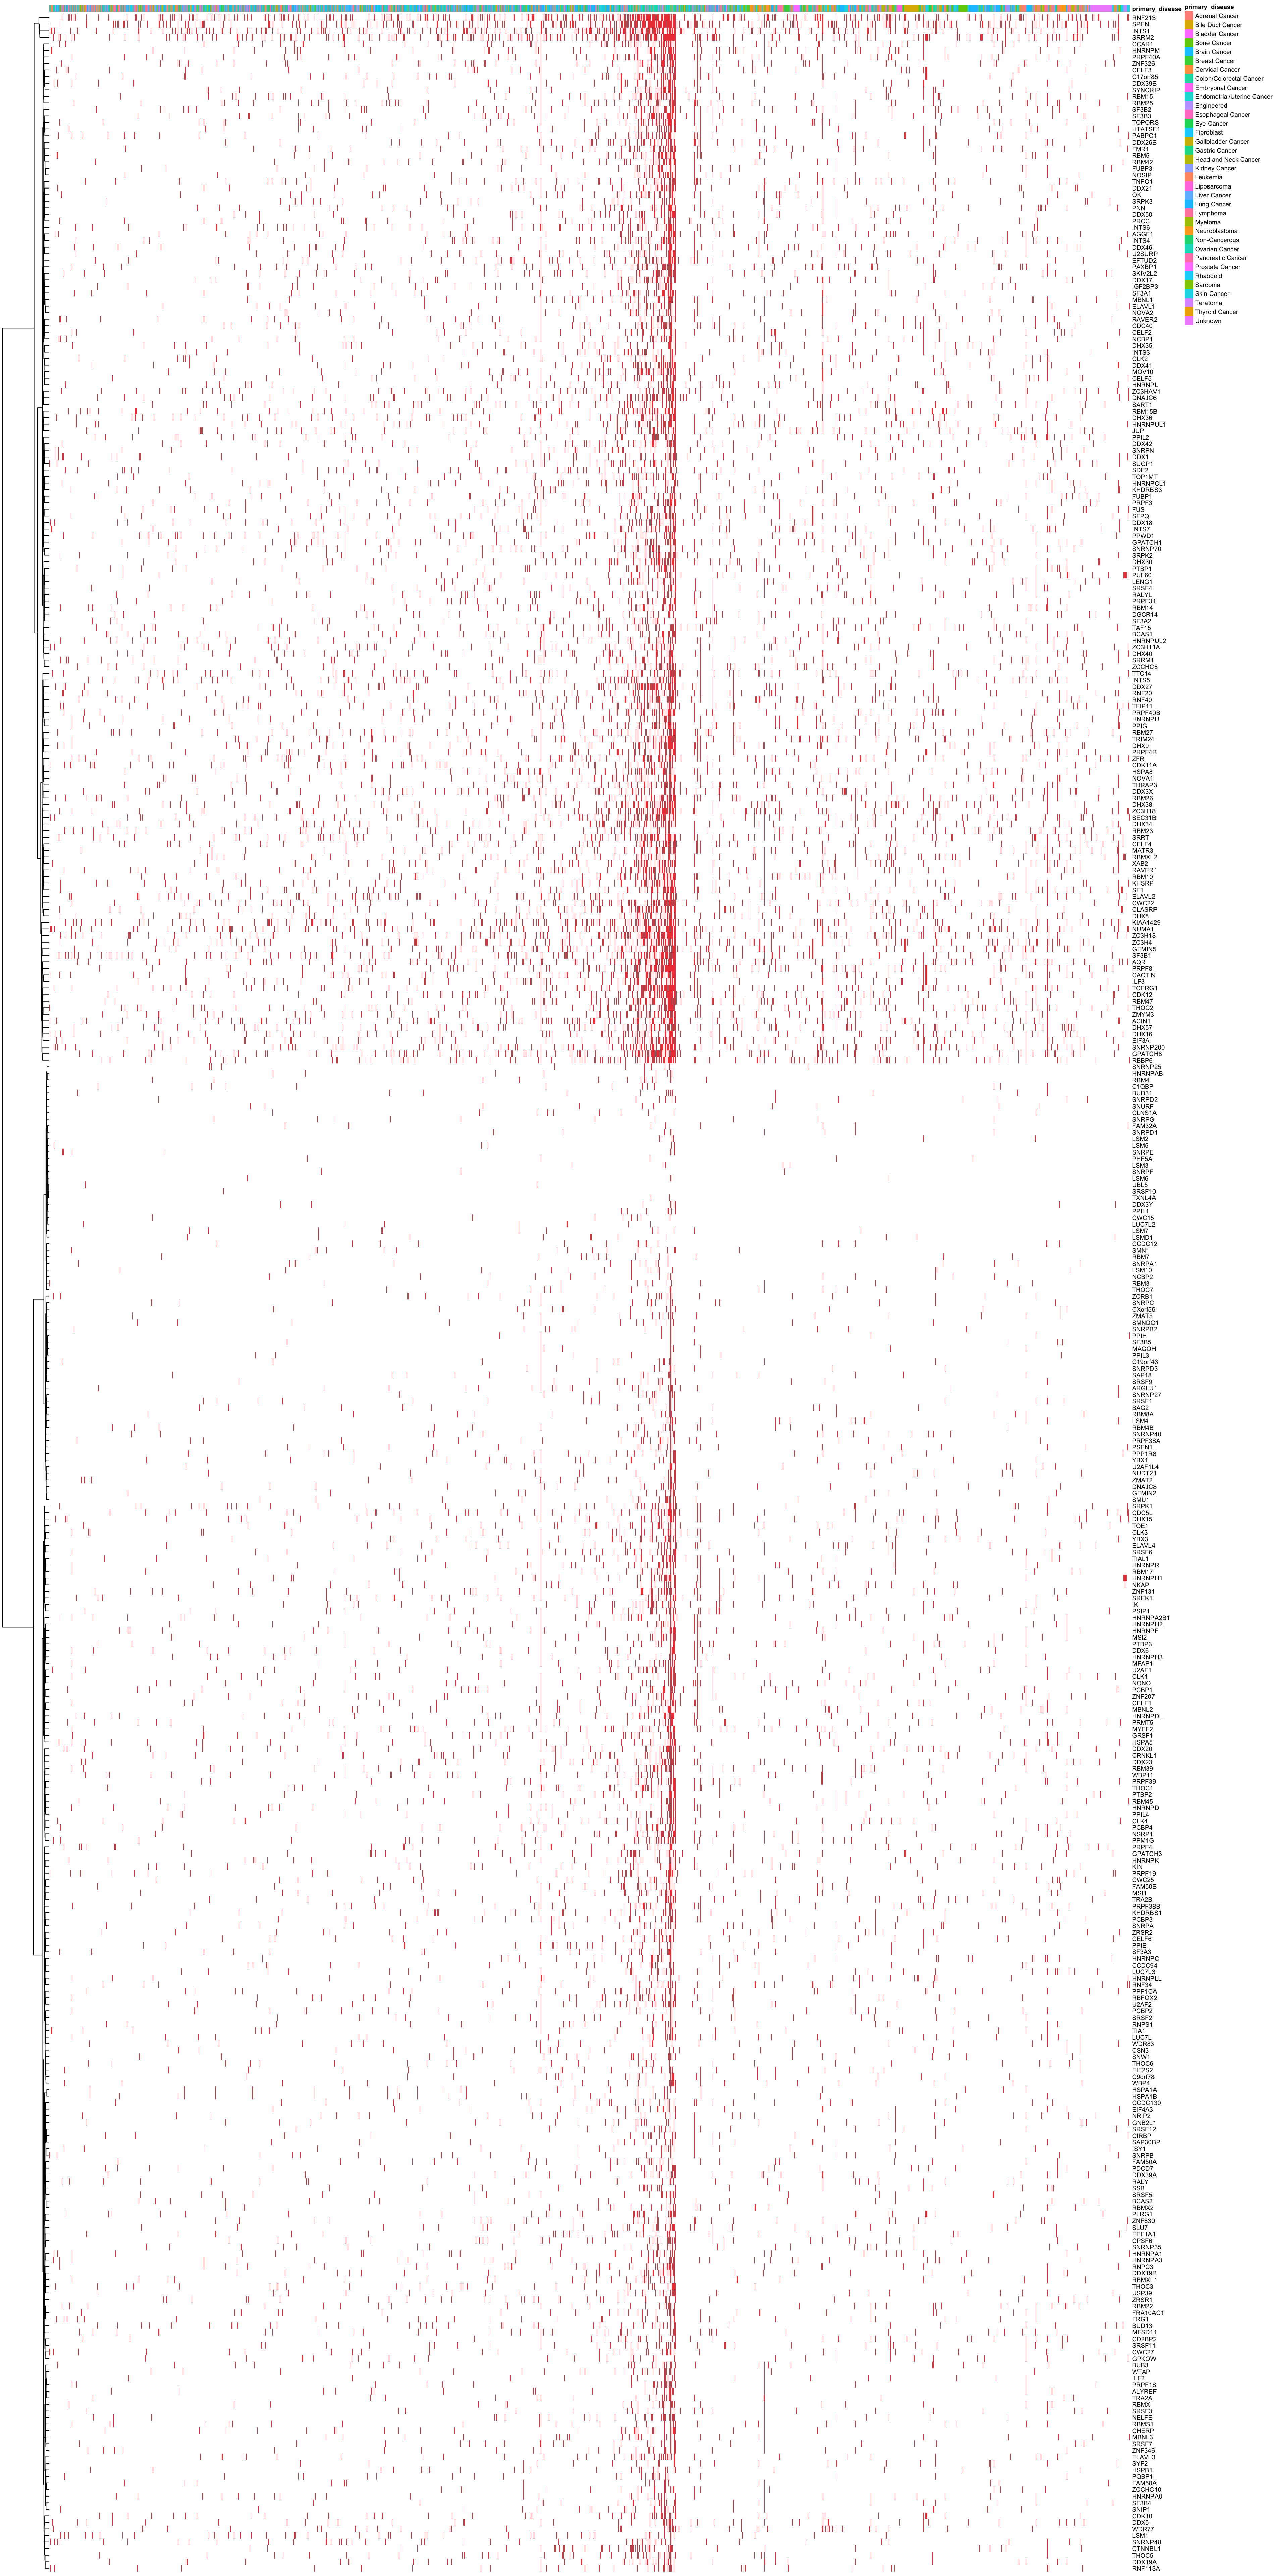 primary_disease
primary_disease
Adrenal Cancer
Bile Duct Cancer
Bladder Cancer
Bone Cancer
Brain Cancer
Breast Cancer
Cervical Cancer
Colon/Colorectal Cancer
Embryonal Cancer
Endometrial/Uterine Cancer
Engineered
Esophageal Cancer
Eye Cancer
Fibroblast
Gallbladder Cancer
Gastric Cancer
Head and Neck Cancer
Kidney Cancer
Leukemia
Liposarcoma
Liver Cancer
Lung Cancer
Lymphoma
Myeloma
Neuroblastoma
Non-Cancerous
Ovarian Cancer
Pancreatic Cancer
Prostate Cancer
Rhabdoid
Sarcoma
Skin Cancer
Teratoma
Thyroid Cancer
Unknown
RNF213
SPEN
INTS1
SRRM2
CCAR1
HNRNPM
PRPF40A
ZNF326
CELF3
C17orf85
DDX39B
SYNCRIP
RBM15
RBM25
SF3B2
SF3B3
TOPORS
HTATSF1
PABPC1
DDX26B
FMR1
RBM5
RBM42
FUBP3
NOSIP
TNPO1
DDX21
QKI
SRPK3
PNN
DDX50
PRCC
INTS6
AGGF1
INTS4
DDX46
U2SURP
EFTUD2
PAXBP1
SKIV2L2
DDX17
IGF2BP3
SF3A1
MBNL1
ELAVL1
NOVA2
RAVER2
CDC40
CELF2
NCBP1
DHX35
INTS3
CLK2
DDX41
MOV10
CELF5
HNRNPL
ZC3HAV1
DNAJC6
SART1
RBM15B
DHX36
HNRNPUL1
JUP
PPIL2
DDX42
SNRPN
DDX1
SUGP1
SDE2
TOP1MT
HNRNPCL1
KHDRBS3
FUBP1
PRPF3
FUS
SFPQ
DDX18
INTS7
PPWD1
GPATCH1
SNRNP70
SRPK2
DHX30
PTBP1
PUF60
LENG1
SRSF4
RALYL
PRPF31
RBM14
DGCR14
SF3A2
TAF15
BCAS1
HNRNPUL2
ZC3H11A
DHX40
SRRM1
ZCCHC8
TTC14
INTS5
DDX27
RNF20
RNF40
TFIP11
PRPF40B
HNRNPU
PPIG
RBM27
TRIM24
DHX9
PRPF4B
ZFR
CDK11A
HSPA8
NOVA1
THRAP3
DDX3X
RBM26
DHX38
ZC3H18
SEC31B
DHX34
RBM23
SRRT
CELF4
MATR3
RBMXL2
XAB2
RAVER1
RBM10
KHSRP
SF1
ELAVL2
CWC22
CLASRP
DHX8
KIAA1429
NUMA1
ZC3H13
ZC3H4
GEMIN5
SF3B1
AQR
PRPF8
CACTIN
ILF3
TCERG1
CDK12
RBM47
THOC2
ZMYM3
ACIN1
DHX57
DHX16
EIF3A
SNRNP200
GPATCH8
RBBP6
SNRNP25
HNRNPAB
RBM4
C1QBP
BUD31
SNRPD2
SNURF
CLNS1A
SNRPG
FAM32A
SNRPD1
LSM2
LSM5
SNRPE
PHF5A
LSM3
SNRPF
LSM6
UBL5
SRSF10
TXNL4A
DDX3Y
PPIL1
CWC15
LUC7L2
LSM7
LSMD1
CCDC12
SMN1
RBM7
SNRPA1
LSM10
NCBP2
RBM3
THOC7
ZCRB1
SNRPC
CXorf56
ZMAT5
SMNDC1
SNRPB2
PPIH
SF3B5
MAGOH
PPIL3
C19orf43
SNRPD3
SAP18
SRSF9
ARGLU1
SNRNP27
SRSF1
BAG2
RBM8A
LSM4
RBM4B
SNRNP40
PRPF38A
PSEN1
PPP1R8
YBX1
U2AF1L4
NUDT21
ZMAT2
DNAJC8
GEMIN2
SMU1
SRPK1
CDC5L
DHX15
TOE1
CLK3
YBX3
ELAVL4
SRSF6
TIAL1
HNRNPR
RBM17
HNRNPH1
NKAP
ZNF131
SREK1
IK
PSIP1
HNRNPA2B1
HNRNPH2
HNRNPF
MSI2
PTBP3
DDX6
HNRNPH3
MFAP1
U2AF1
CLK1
NONO
PCBP1
ZNF207
CELF1
MBNL2
HNRNPDL
PRMT5
MYEF2
GRSF1
HSPA5
DDX20
CRNKL1
DDX23
RBM39
WBP11
PRPF39
THOC1
PTBP2
RBM45
HNRNPD
PPIL4
CLK4
PCBP4
NSRP1
PPM1G
PRPF4
GPATCH3
HNRNPK
KIN
PRPF19
CWC25
FAM50B
MSI1
TRA2B
PRPF38B
KHDRBS1
PCBP3
SNRPA
ZRSR2
CELF6
PPIE
SF3A3
HNRNPC
CCDC94
LUC7L3
HNRNPLL
RNF34
PPP1CA
RBFOX2
U2AF2
PCBP2
SRSF2
RNPS1
TIA1
LUC7L
WDR83
CSN3
SNW1
THOC6
EIF2S2
C9orf78
WBP4
HSPA1A
HSPA1B
CCDC130
EIF4A3
NRIP2
GNB2L1
SRSF12
CIRBP
SAP30BP
ISY1
SNRPB
FAM50A
PDCD7
DDX39A
RALY
SSB
SRSF5
BCAS2
RBMX2
PLRG1
ZNF830
SLU7
EEF1A1
CPSF6
SNRNP35
HNRNPA1
HNRNPA3
RNPC3
DDX19B
RBMXL1
THOC3
USP39
ZRSR1
RBM22
FRA10AC1
FRG1
BUD13
MFSD11
CD2BP2
SRSF11
CWC27
GPKOW
BUB3
WTAP
ILF2
PRPF18
ALYREF
TRA2A
RBMX
SRSF3
NELFE
RBMS1
CHERP
MBNL3
SRSF7
ZNF346
ELAVL3
SYF2
HSPB1
PQBP1
FAM58A
ZCCHC10
HNRNPA0
SF3B4
SNIP1
CDK10
DDX5
WDR77
LSM1
SNRNP48
CTNNBL1
THOC5
DDX19A
RNF113A